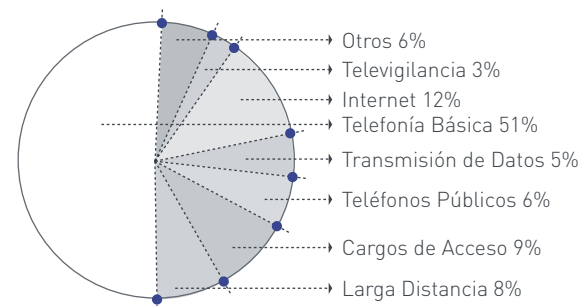 Otros 6%
Televigilancia 3%
Internet 12%
Telefonía Básica 51%
Transmisión de Datos 5%
Teléfonos Públicos 6%
Cargos de Acceso 9%
Larga Distancia 8%